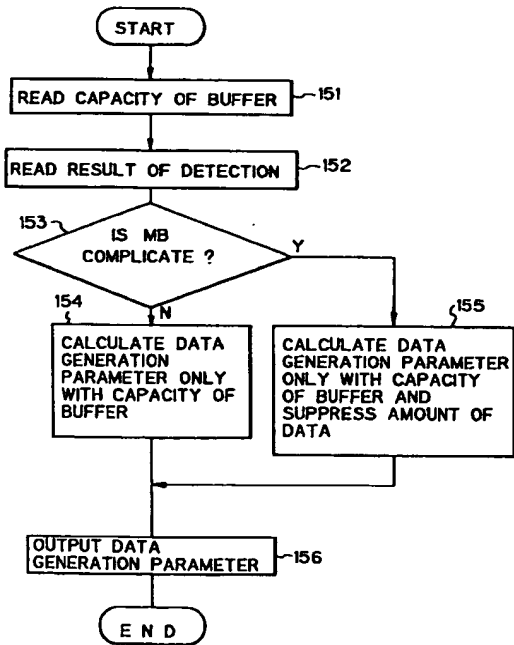 START
READ CAPACITY OF BUFFER
151
READ RESULT OF DETECTION
152
153
IS MB
COMPLICATE ?
Y
N
154
CALCULATE DATA
GENERATION
PARAMETER ONLY
WITH CAPACITY OF
BUFFER
155
CALCULATE DATA
GENERATION PARAMETER
ONLY WITH CAPACITY
OF BUFFER AND
SUPPRESS AMOUNT OF
DATA
OUTPUT DATA
GENERATION PARAMETER
156
END